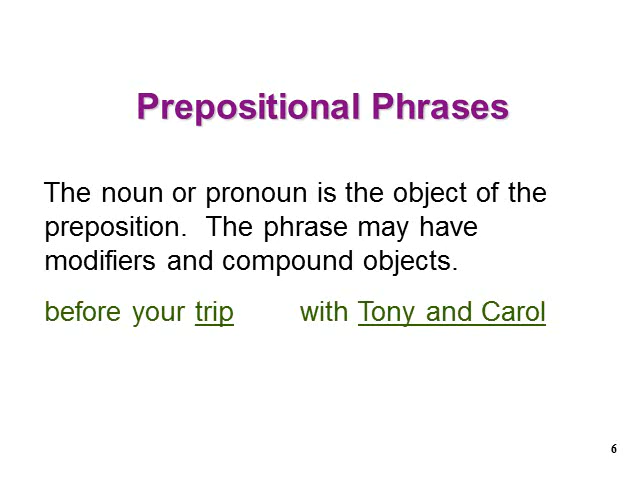 Prepositional Phrases
The noun or pronoun is the object of the
preposition.  The phrase may have
modifiers and compound objects.
before your trip    with Tony and Carol
6